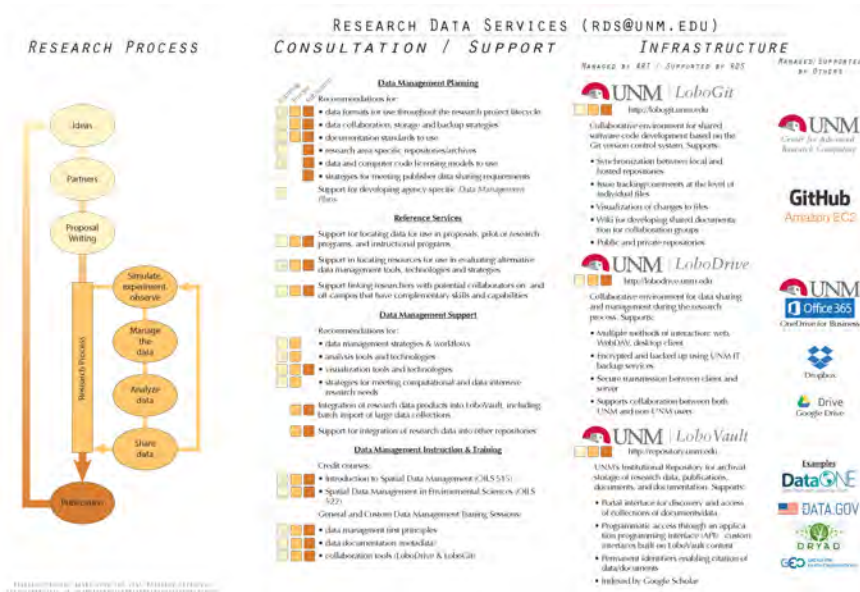 RESEARCH DATA SERVICES (RDS@UNM.EDU)
RESEARCH PROCESS
CONSULTATION / SUPPORT
INFRASTRUCTURE
MANAGED BY ART / SUPPORTED BY RDS
MANAGED/SUPPORTED
BY OTHERS
Ideas
Partners
Proposal
Writing
Simulate,
experiment,
observe
Manage
the
data
Analyze
data
Share
data
Research Process
Publication
Data Management Planning
Recommendations for:
• data formats for use throughout the research project lifecycle
• data collaboration, storage and backup strategies
• documentation standards to use
• research area specific repositories/archives
• data and computer code licensing models to use
• strategies for meeting publisher data sharing requirements
Support for developing agency specific Data Management
Plans
Reference Services
Support for locating data for use in proposals, pilot or research
programs, and instructional programs
Support in locating resources for use in evaluating alternative
data management tools, technologies and strategies
Support linking researchers with potential collaborators on and
off campus that have complementary skills and capabilities
Data Management Support
Recommendations for:
• data management strategies & workflows
• analysis tools and technologies
• visualization tools and technologies
• strategies for meeting computational and data intensive
research needs
Integration of research data products into LoboVault, including
batch import of large data collections
Support for integration of research data into other repositories
Data Management Instruction & Training
Credit courses:
• Introduction to Spatial Data Management (OILS 515)
• Spatial Data Management in Environmental Sciences (OILS
522)
General and Custom Data Management Training Sessions:
• data managment first principles
• data documentation (metadata)
• collaboration tools (LoboDrive & LoboGit)
UNM | LoboGit
http://lobogit.unm.edu
Collaborative environment for shared
software code development based on the
Git version control system. Supports:
• Synchronization between local and
hosted repositories
• Issue tracking/comments at the level of
individual files
• Visualization of changes to files
• Wiki for developing shared documenta-
tion for collaboration groups
• Public and private repositories
UNM | LoboDrive
http://lobodrive.unm.edu
Collaborative environment for data sharing
and management during the research
process. Supports:
• Multiple methods of interaction: web,
WebDAV, desktop client
• Encrypted and backed up using UNM IT
backup services
• Secure transmission between client and
server
• Supports collaboration between both
UNM and non-UNM users
UNM | LoboVault
http://repository.unm.edu
UNM's Institutional Repository for archival
storage of research data, publications,
documents, and documentation. Supports:
• Portal interface for discovery and access
of collections of documents/data
• Programmatic access through an applica-
tion programming interface (API) custom
interfaces built on LoboVault content
• Permanent identifiers enabling citation of
data/documents
• Indexed by Google Scholar
UNM
Center for Advanced
Research Computing
GitHub
Amazon EC2
UNM
Office 365
OneDrive for Business
Dropbox
Drive
Google Drive
Examples
DataONE
DATA.GOV
DRYAD
GEO